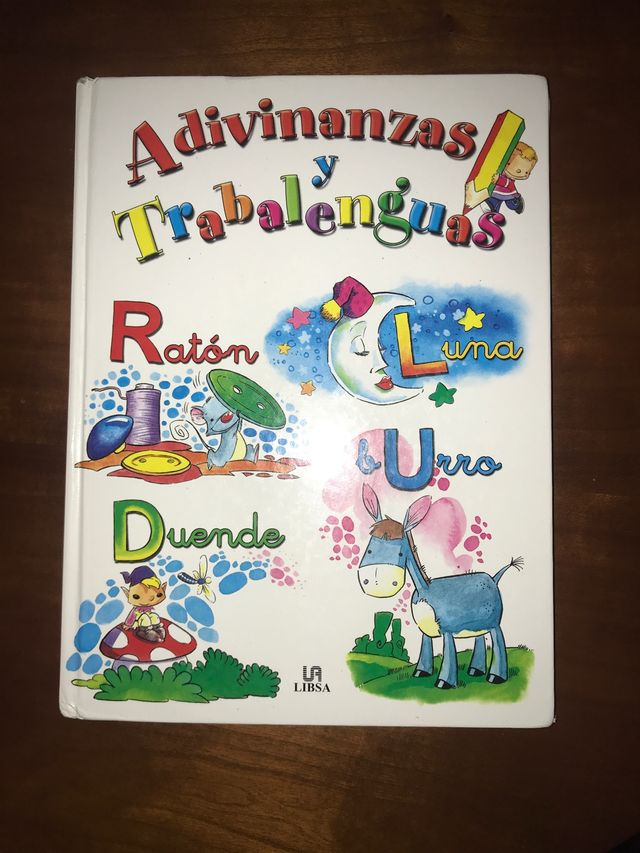 Adivinanzas
y
Trabalenguas
Ratón
Luna
bUrro
Duende
LIBSA